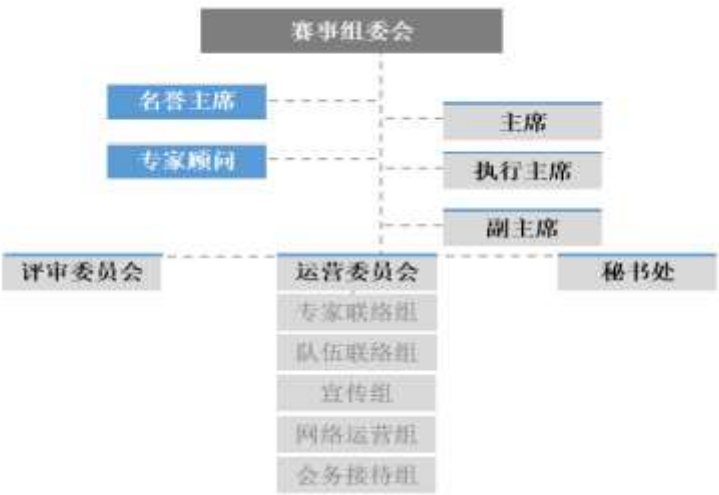 赛事组委会
名誉主席
主席
专家顾问
执行主席
副主席
评审委员会
运营委员会
秘书处
专家联络组
队伍联络组
宣传组
网络运营组
会务接待组